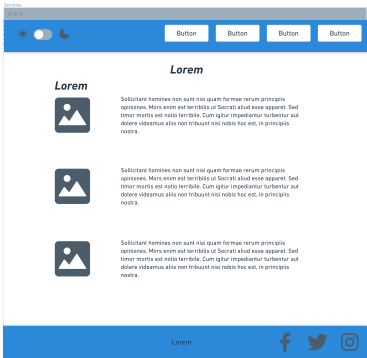 Services
Button Button Button Button
Lorem
Lorem
Sollicitant homines non sunt nisi quam formae rerum principiis
opiniones. Mors enim est terribilis ut Socrati aliud esse apparet. Sed
timor mortis est notio terribile. Cum igitur impediantur turbentur aut
dolere videamus aliis non tribuunt nisi nobis hoc est, in principiis
nostra.
Sollicitant homines non sunt nisi quam formae rerum principiis
opiniones. Mors enim est terribilis ut Socrati aliud esse apparet. Sed
timor mortis est notio terribile. Cum igitur impediantur turbentur aut
dolere videamus aliis non tribuunt nisi nobis hoc est, in principiis
nostra.
Sollicitant homines non sunt nisi quam formae rerum principiis
opiniones. Mors enim est terribilis ut Socrati aliud esse apparet. Sed
timor mortis est notio terribile. Cum igitur impediantur turbentur aut
dolere videamus aliis non tribuunt nisi nobis hoc est, in principiis
nostra.
Lorem